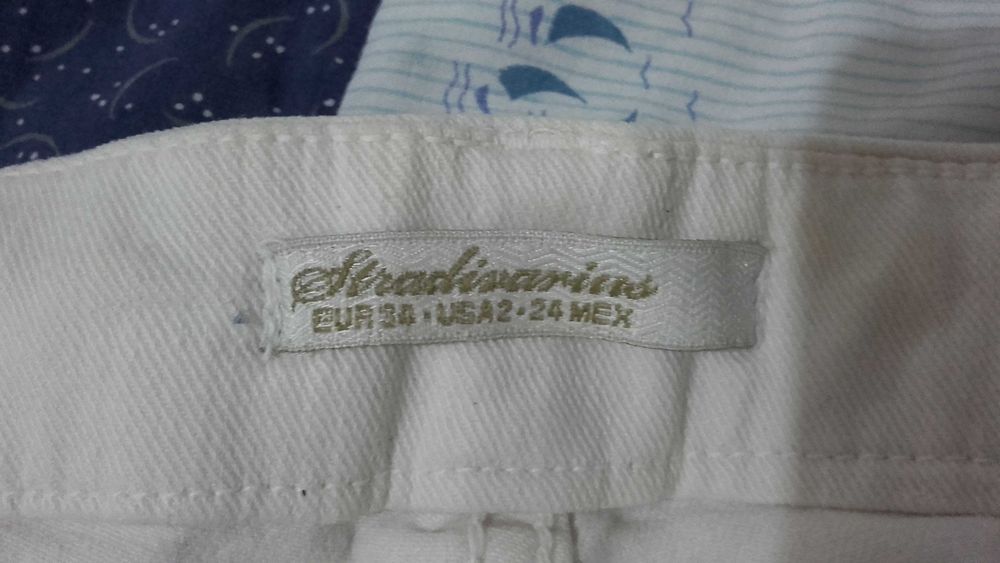 Stradivarius
EUR 34 · USA 2 · 24 MEX